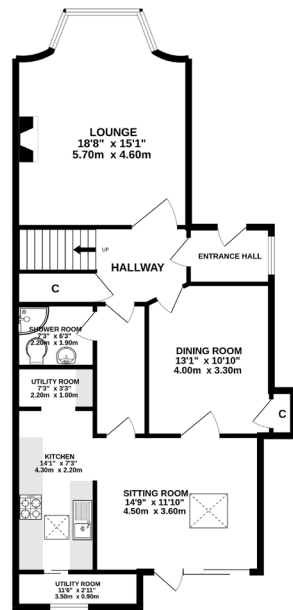 LOUNGE
18'8" x 15'1"
5.70m x 4.60m
UP
HALLWAY
ENTRANCE HALL
C
SHOWER ROOM
7'3" x 6'3"
2.20m x 1.90m
DINING ROOM
13'1" x 10'10"
4.00m x 3.30m
UTILITY ROOM
7'3" x 3'3"
2.20m x 1.00m
C
KITCHEN
14'1" x 7'3"
4.30m x 2.20m
SITTING ROOM
14'9" x 11'10"
4.50m x 3.60m
UTILITY ROOM
11'6" x 2'11"
3.50m x 0.90m